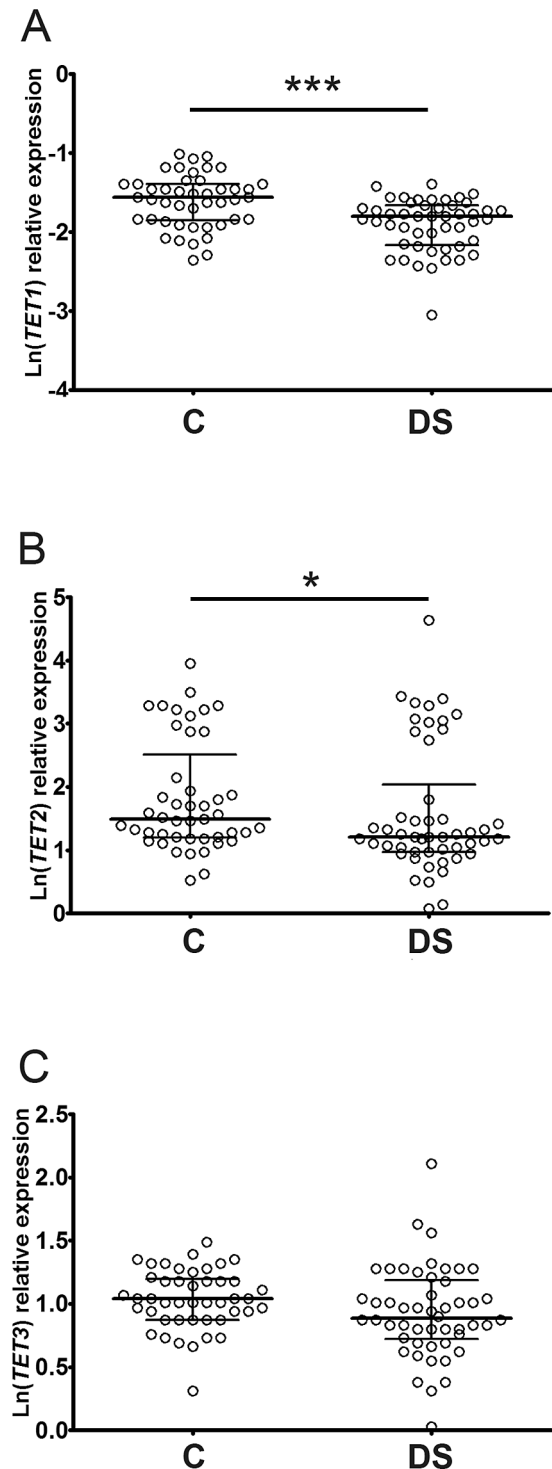 A
Ln(TET1) relative expression
0
-1
-2
-3
-4
***
C
DS
B
Ln(TET2) relative expression
5
4
3
2
1
0
*
C
DS
C
Ln(TET3) relative expression
2.5
2.0
1.5
1.0
0.5
0.0
C
DS